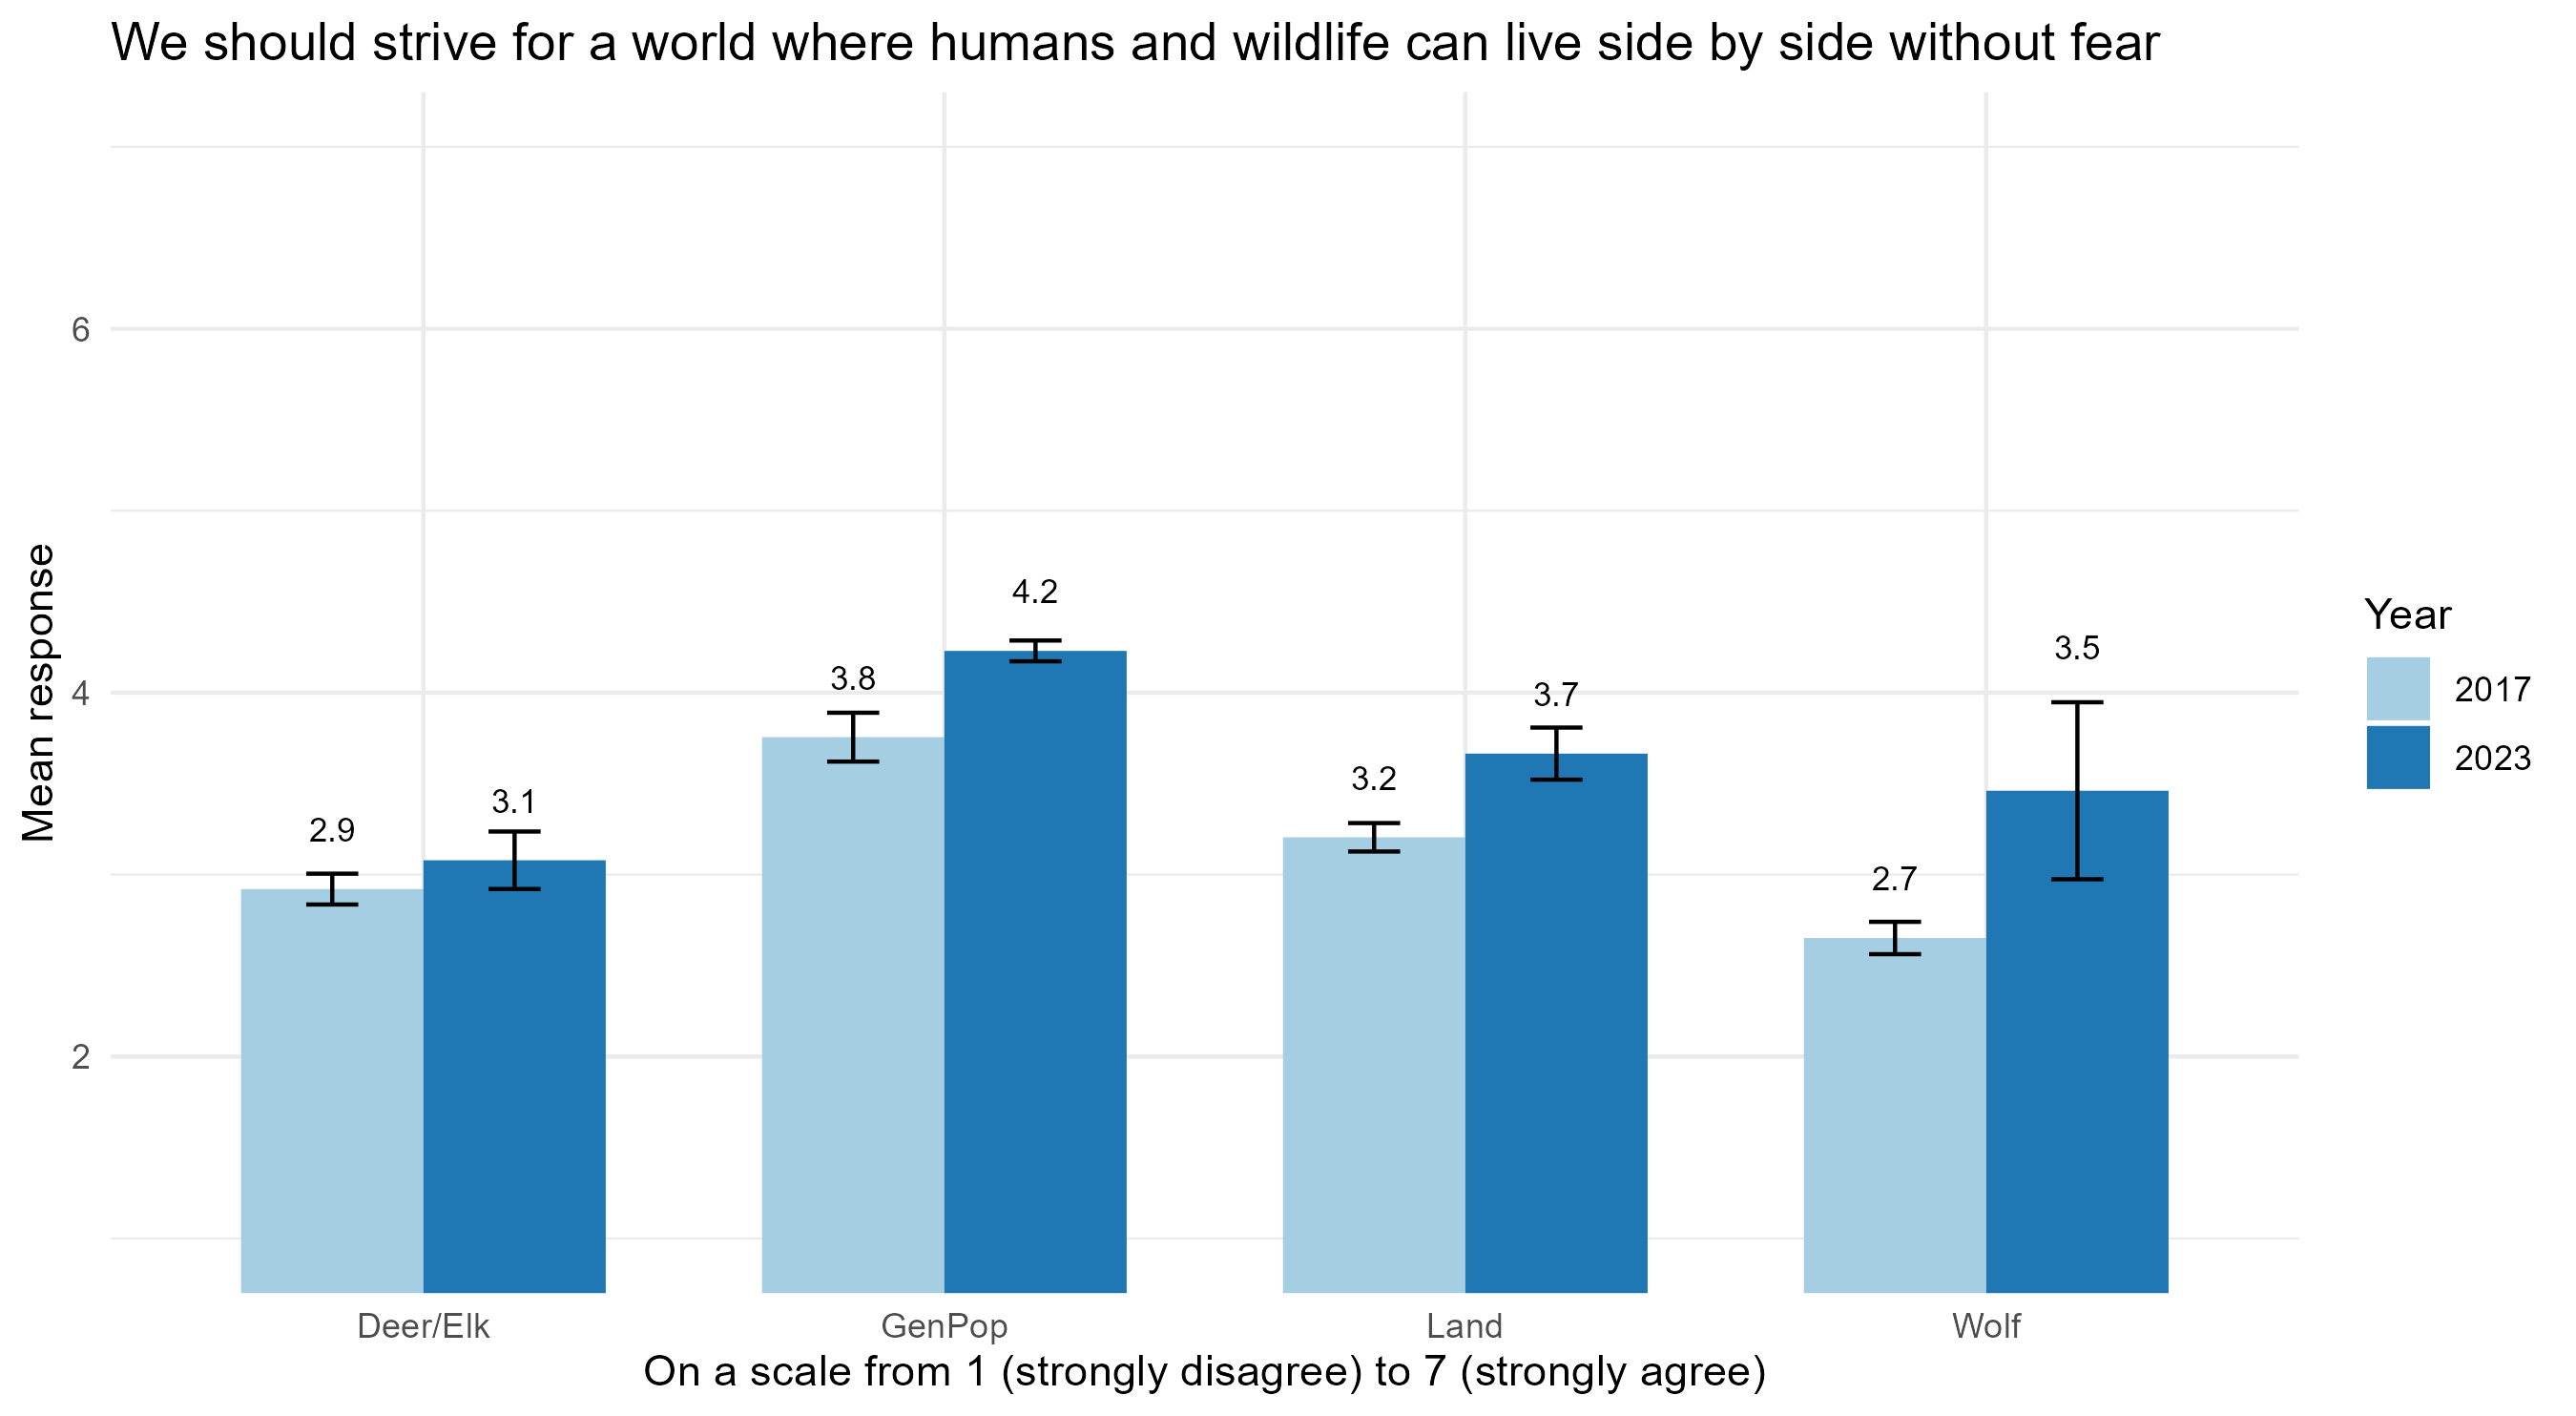 We should strive for a world where humans and wildlife can live side by side without fear
Mean response
6
4
2
2.9
3.1
3.8
4.2
3.2
3.7
2.7
3.5
Deer/Elk
GenPop
Land
Wolf
On a scale from 1 (strongly disagree) to 7 (strongly agree)
Year
2017
2023